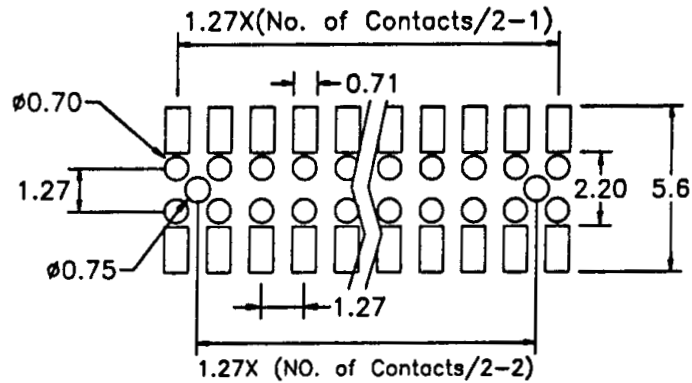 1.27X(No. of Contacts/2-1)
0.71
ø0.70
1.27
2.20
5.6
ø0.75
1.27
1.27X (NO. of Contacts/2-2)